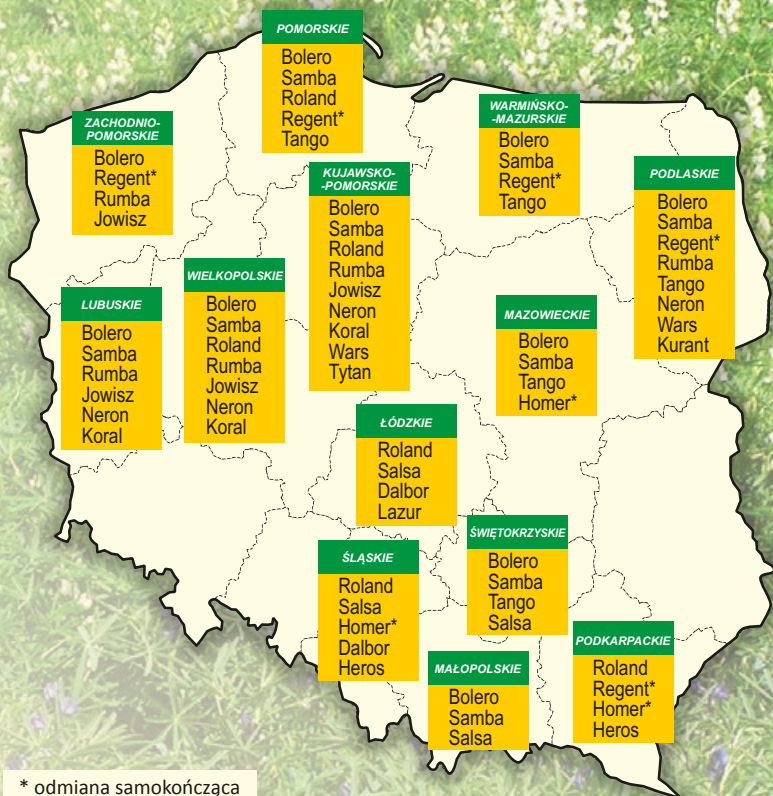 POMORSKIE
Bolero
Samba
Roland
Regent*
Tango
ZACHODNIO-
POMORSKIE
Bolero
Regent*
Rumba
Jowisz
WARMIŃSKO-
-MAZURSKIE
Bolero
Samba
Regent*
Tango
KUJAWSKO-
-POMORSKIE
Bolero
Samba
Roland
Rumba
Jowisz
Neron
Koral
Wars
Tytan
PODLASKIE
Bolero
Samba
Regent*
Rumba
Tango
Neron
Wars
Kurant
LUBUSKIE
Bolero
Samba
Rumba
Jowisz
Neron
Koral
WIELKOPOLSKIE
Bolero
Samba
Roland
Rumba
Jowisz
Neron
Koral
MAZOWIECKIE
Bolero
Samba
Tango
Homer*
ŁÓDZKIE
Roland
Salsa
Dalbor
Lazur
ŚLĄSKIE
Roland
Salsa
Homer*
Dalbor
Heros
ŚWIĘTOKRZYSKIE
Bolero
Samba
Tango
Salsa
MAŁOPOLSKIE
Bolero
Samba
Salsa
PODKARPACKIE
Roland
Regent*
Homer*
Heros
* odmiana samokończąca